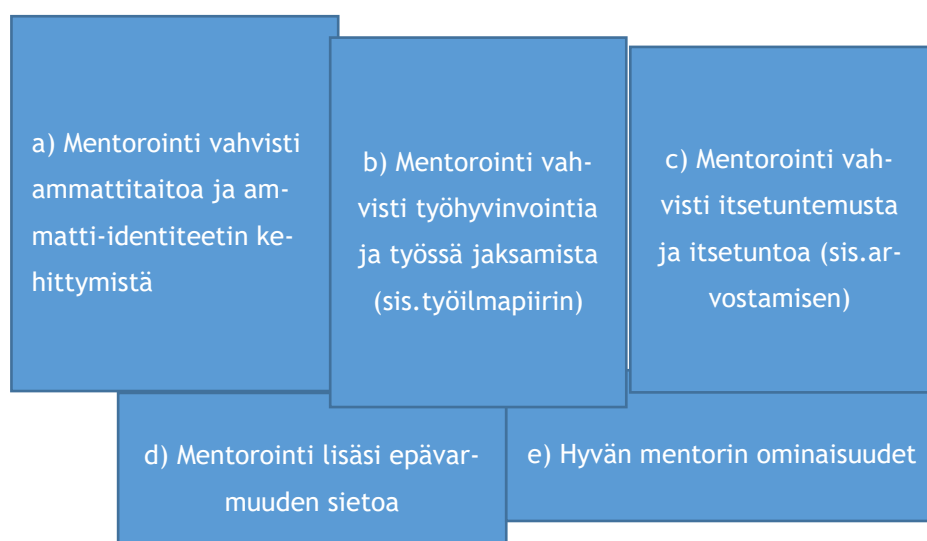 a) Mentorointi vahvisti
ammattitaitoa ja am-
matti-identiteetin ke-
hittymistä
b) Mentorointi vah-
visti työhyvinvointia
ja työssä jaksamista
(sis.työilmapiirin)
c) Mentorointi vah-
visti itsetuntemusta
ja itsetuntoa (sis.ar-
vostamisen)
d) Mentorointi lisäsi epävar-
muuden sietoa
e) Hyvän mentorin ominaisuudet